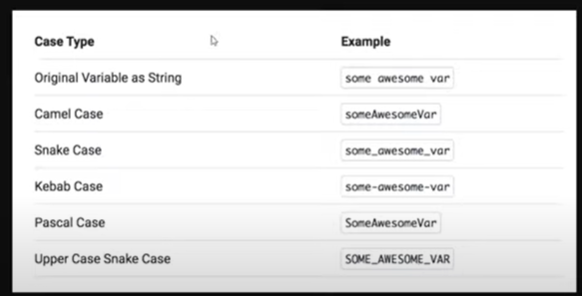 Case Type Example
Original Variable as String some awesome var
Camel Case someAwesomeVar
Snake Case some_awesome_var
Kebab Case some-awesome-var
Pascal Case SomeAwesomeVar
Upper Case Snake Case SOME_AWESOME_VAR